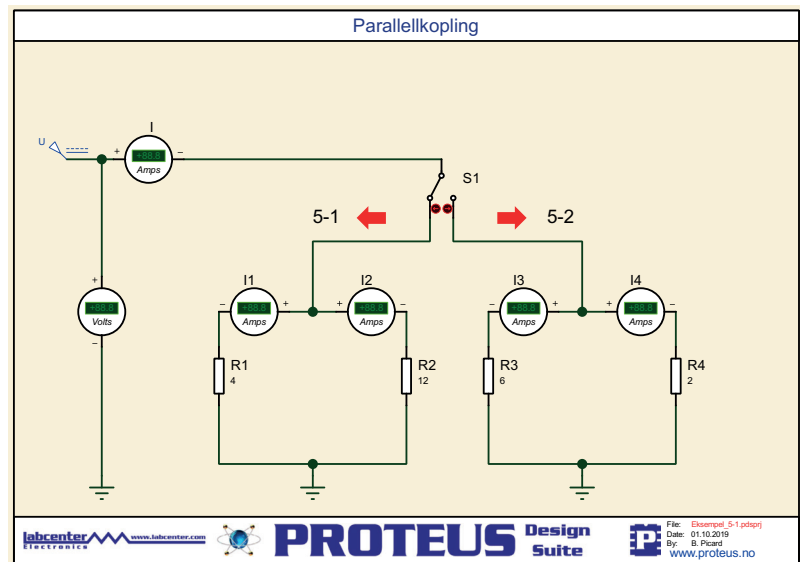 Parallellkopling
I
U
+ −
+88.8
Amps
S1
5-1
5-2
+
+88.8
Volts
−
I1
− +
+88.8
Amps
I2
+ −
+88.8
Amps
I3
− +
+88.8
Amps
I4
+ −
+88.8
Amps
R1
4
R2
12
R3
6
R4
2
labcenter www.labcenter.com
Electronics
PROTEUS Design Suite
File: Eksempel_5-1.pdsprj
Date: 01.10.2019
By: B. Picard
www.proteus.no